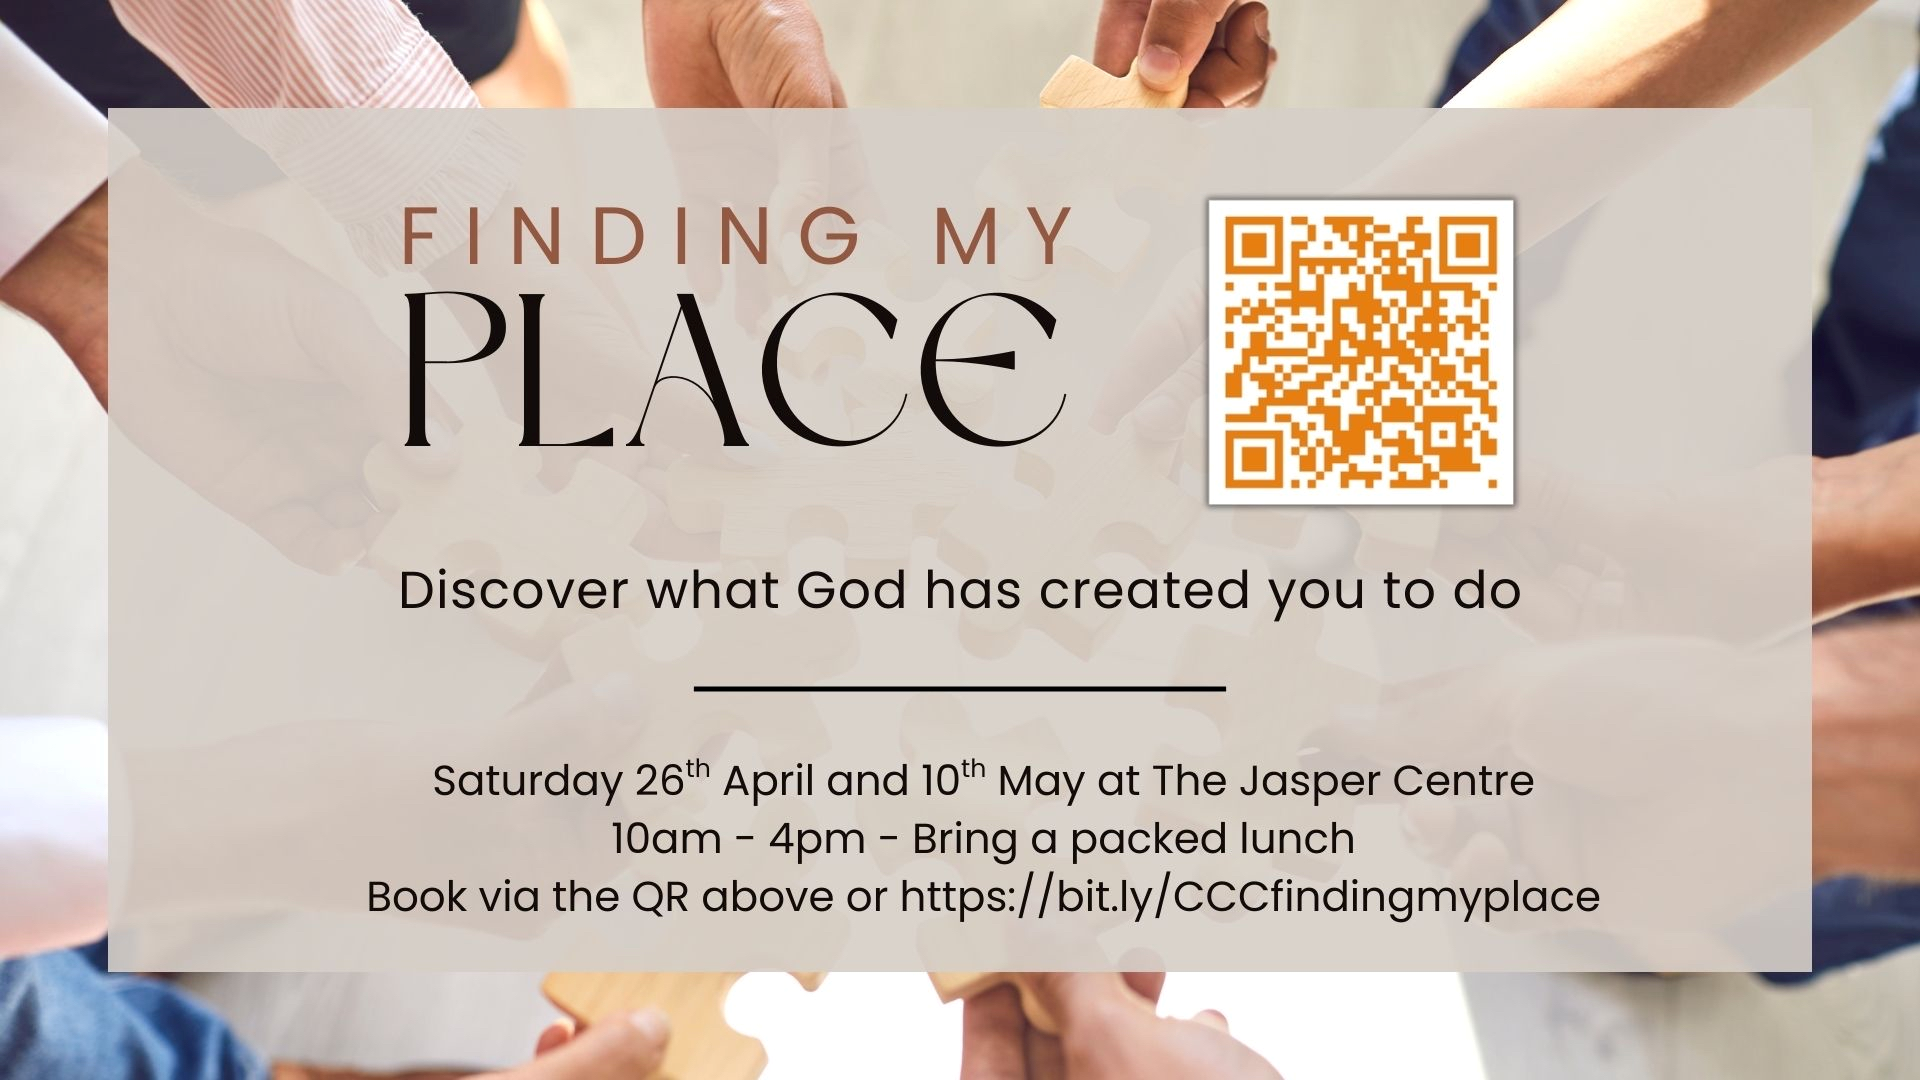 FINDING MY
PLACE
Discover what God has created you to do
Saturday 26th April and 10th May at The Jasper Centre
10am - 4pm - Bring a packed lunch
Book via the QR above or https://bit.ly/CCCfindingmyplace